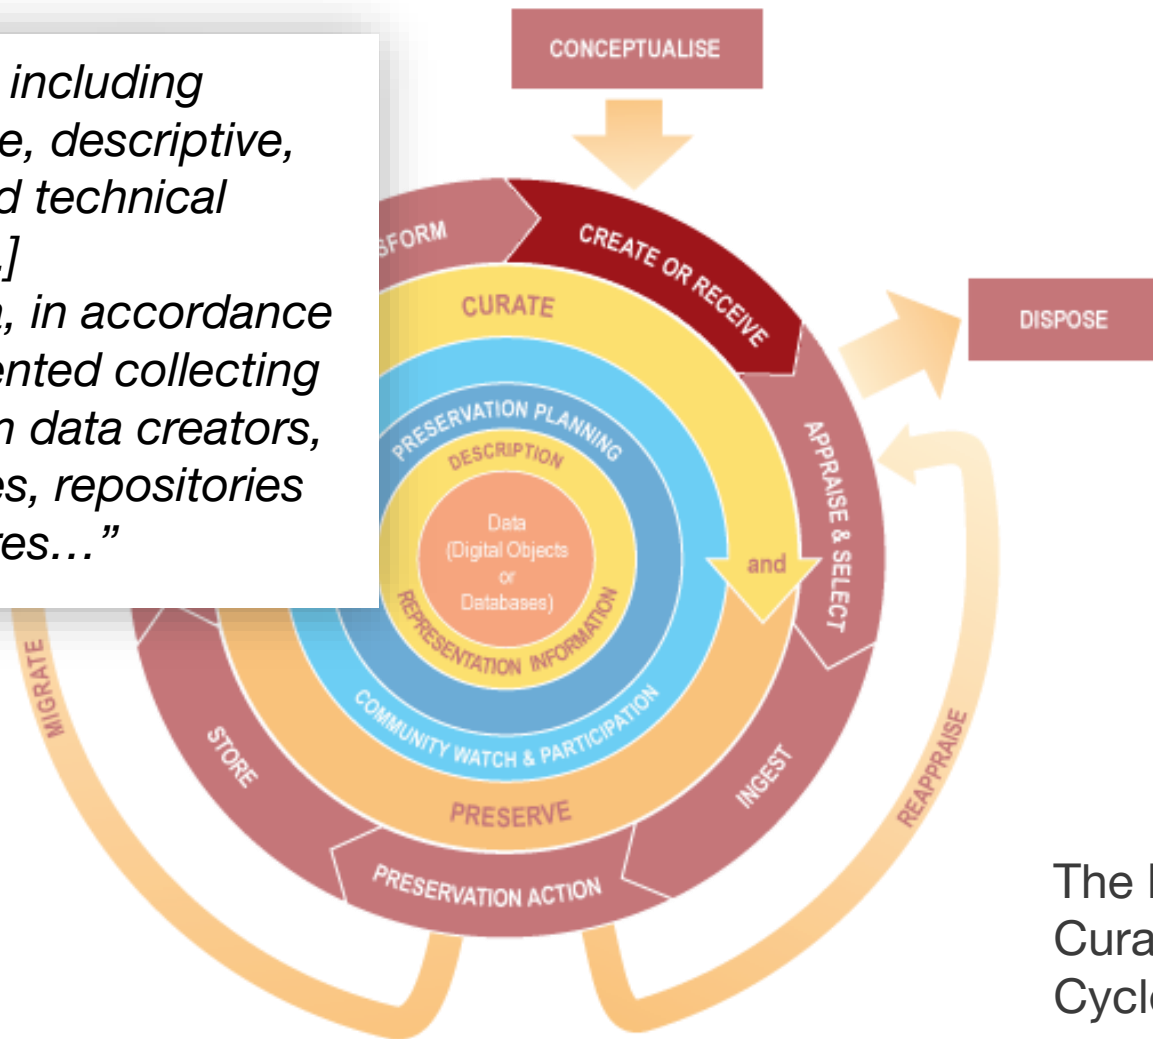 CONCEPTUALISE
including
e, descriptive,
d technical
.]
, in accordance
ented collecting
n data creators,
es, repositories
res…”
SFORM
CREATE OR RECEIVE
DISPOSE
APPRAISE & SELECT
CURATE
and
PRESERVATION PLANNING
DESCRIPTION
Data
(Digital Objects
or
Databases)
REPRESENTATION INFORMATION
COMMUNITY WATCH & PARTICIPATION
PRESERVE
MIGRATE
STORE
PRESERVATION ACTION
INGEST
REAPPRAISE
The
Cura
Cycl